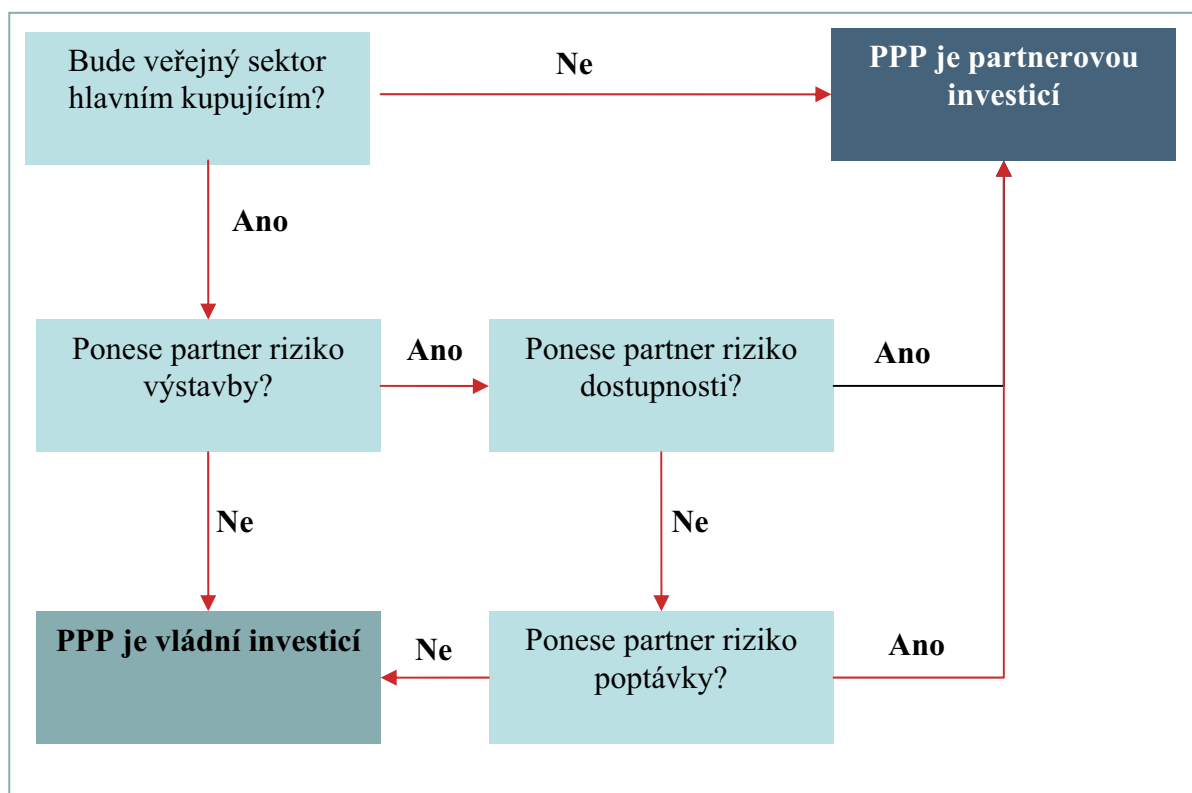 Bude veřejný sektor
hlavním kupujícím?
Ne
PPP je partnerovou
investicí
Ano
Ponese partner riziko
výstavby?
Ano
Ponese partner riziko
dostupnosti?
Ano
Ne
Ne
PPP je vládní investicí
Ne
Ponese partner riziko
poptávky?
Ano